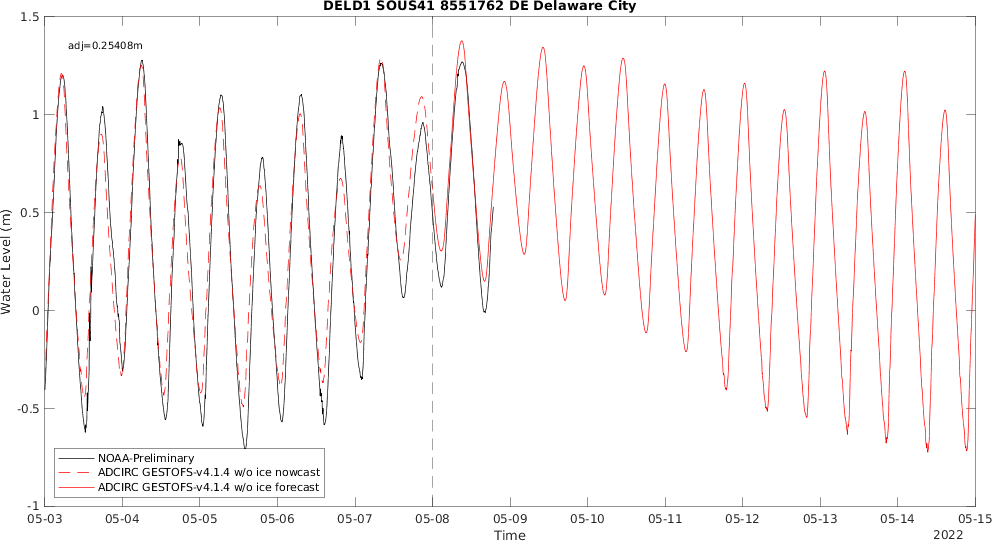 DELD1 SOUS41 8551762 DE Delaware City
adj=0.25408m
1.5
1
0.5
0
-0.5
-1
Water Level (m)
NOAA-Preliminary
ADCIRC GESTOFS-v4.1.4 w/o ice nowcast
ADCIRC GESTOFS-v4.1.4 w/o ice forecast
05-03 05-04 05-05 05-06 05-07 05-08 05-09 05-10 05-11 05-12 05-13 05-14 05-15
Time
2022